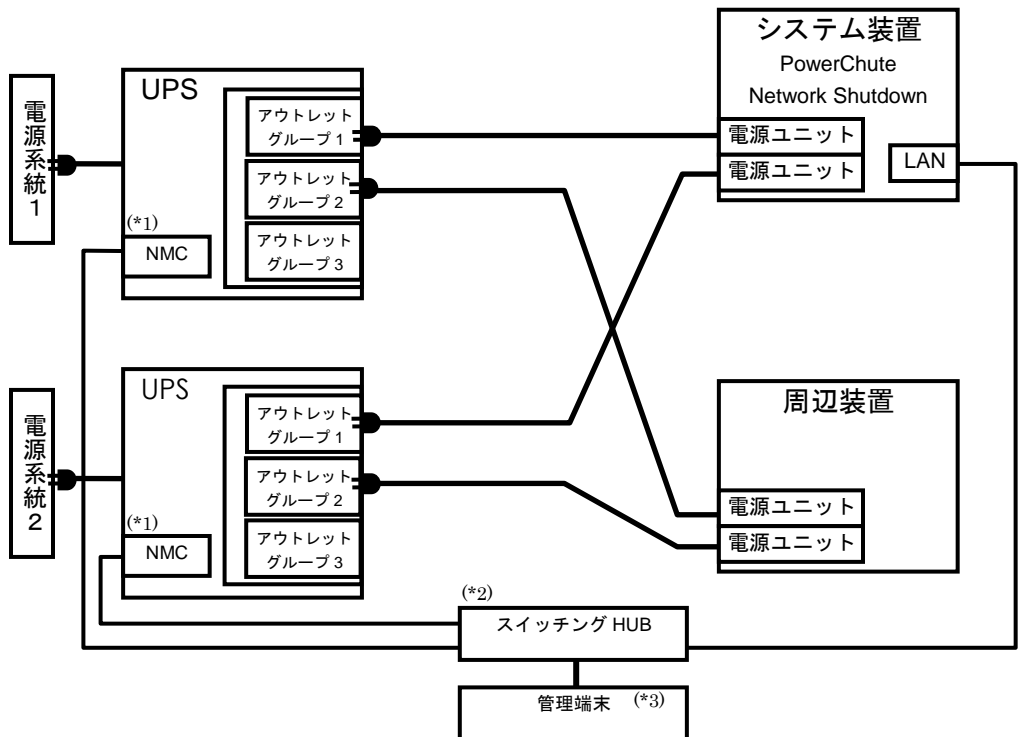 電源系統1
UPS
アウトレット
グループ 1
アウトレット
グループ 2
アウトレット
グループ 3
(*1)
NMC
システム装置
PowerChute
Network Shutdown
電源ユニット
電源ユニット
LAN
電源系統2
UPS
アウトレット
グループ 1
アウトレット
グループ 2
アウトレット
グループ 3
(*1)
NMC
周辺装置
電源ユニット
電源ユニット
(*2)
スイッチング HUB
管理端末 (*3)